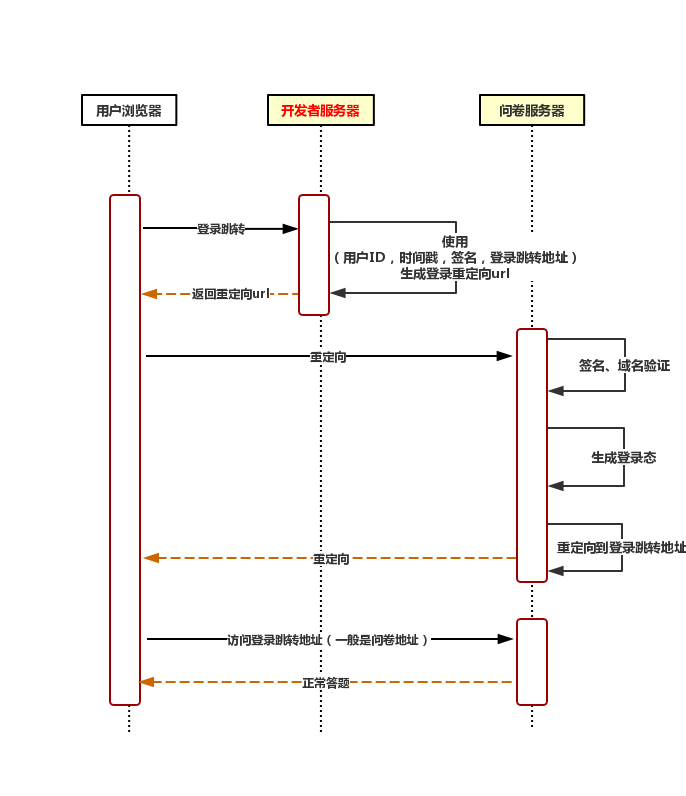 用户浏览器
开发者服务器
问卷服务器
登录跳转
使用
（用户ID，时间戳，签名，登录跳转地址）
生成登录重定向url
返回重定向url
重定向
签名、域名验证
生成登录态
重定向到登录跳转地址
重定向
访问登录跳转地址（一般是问卷地址）
正常答题